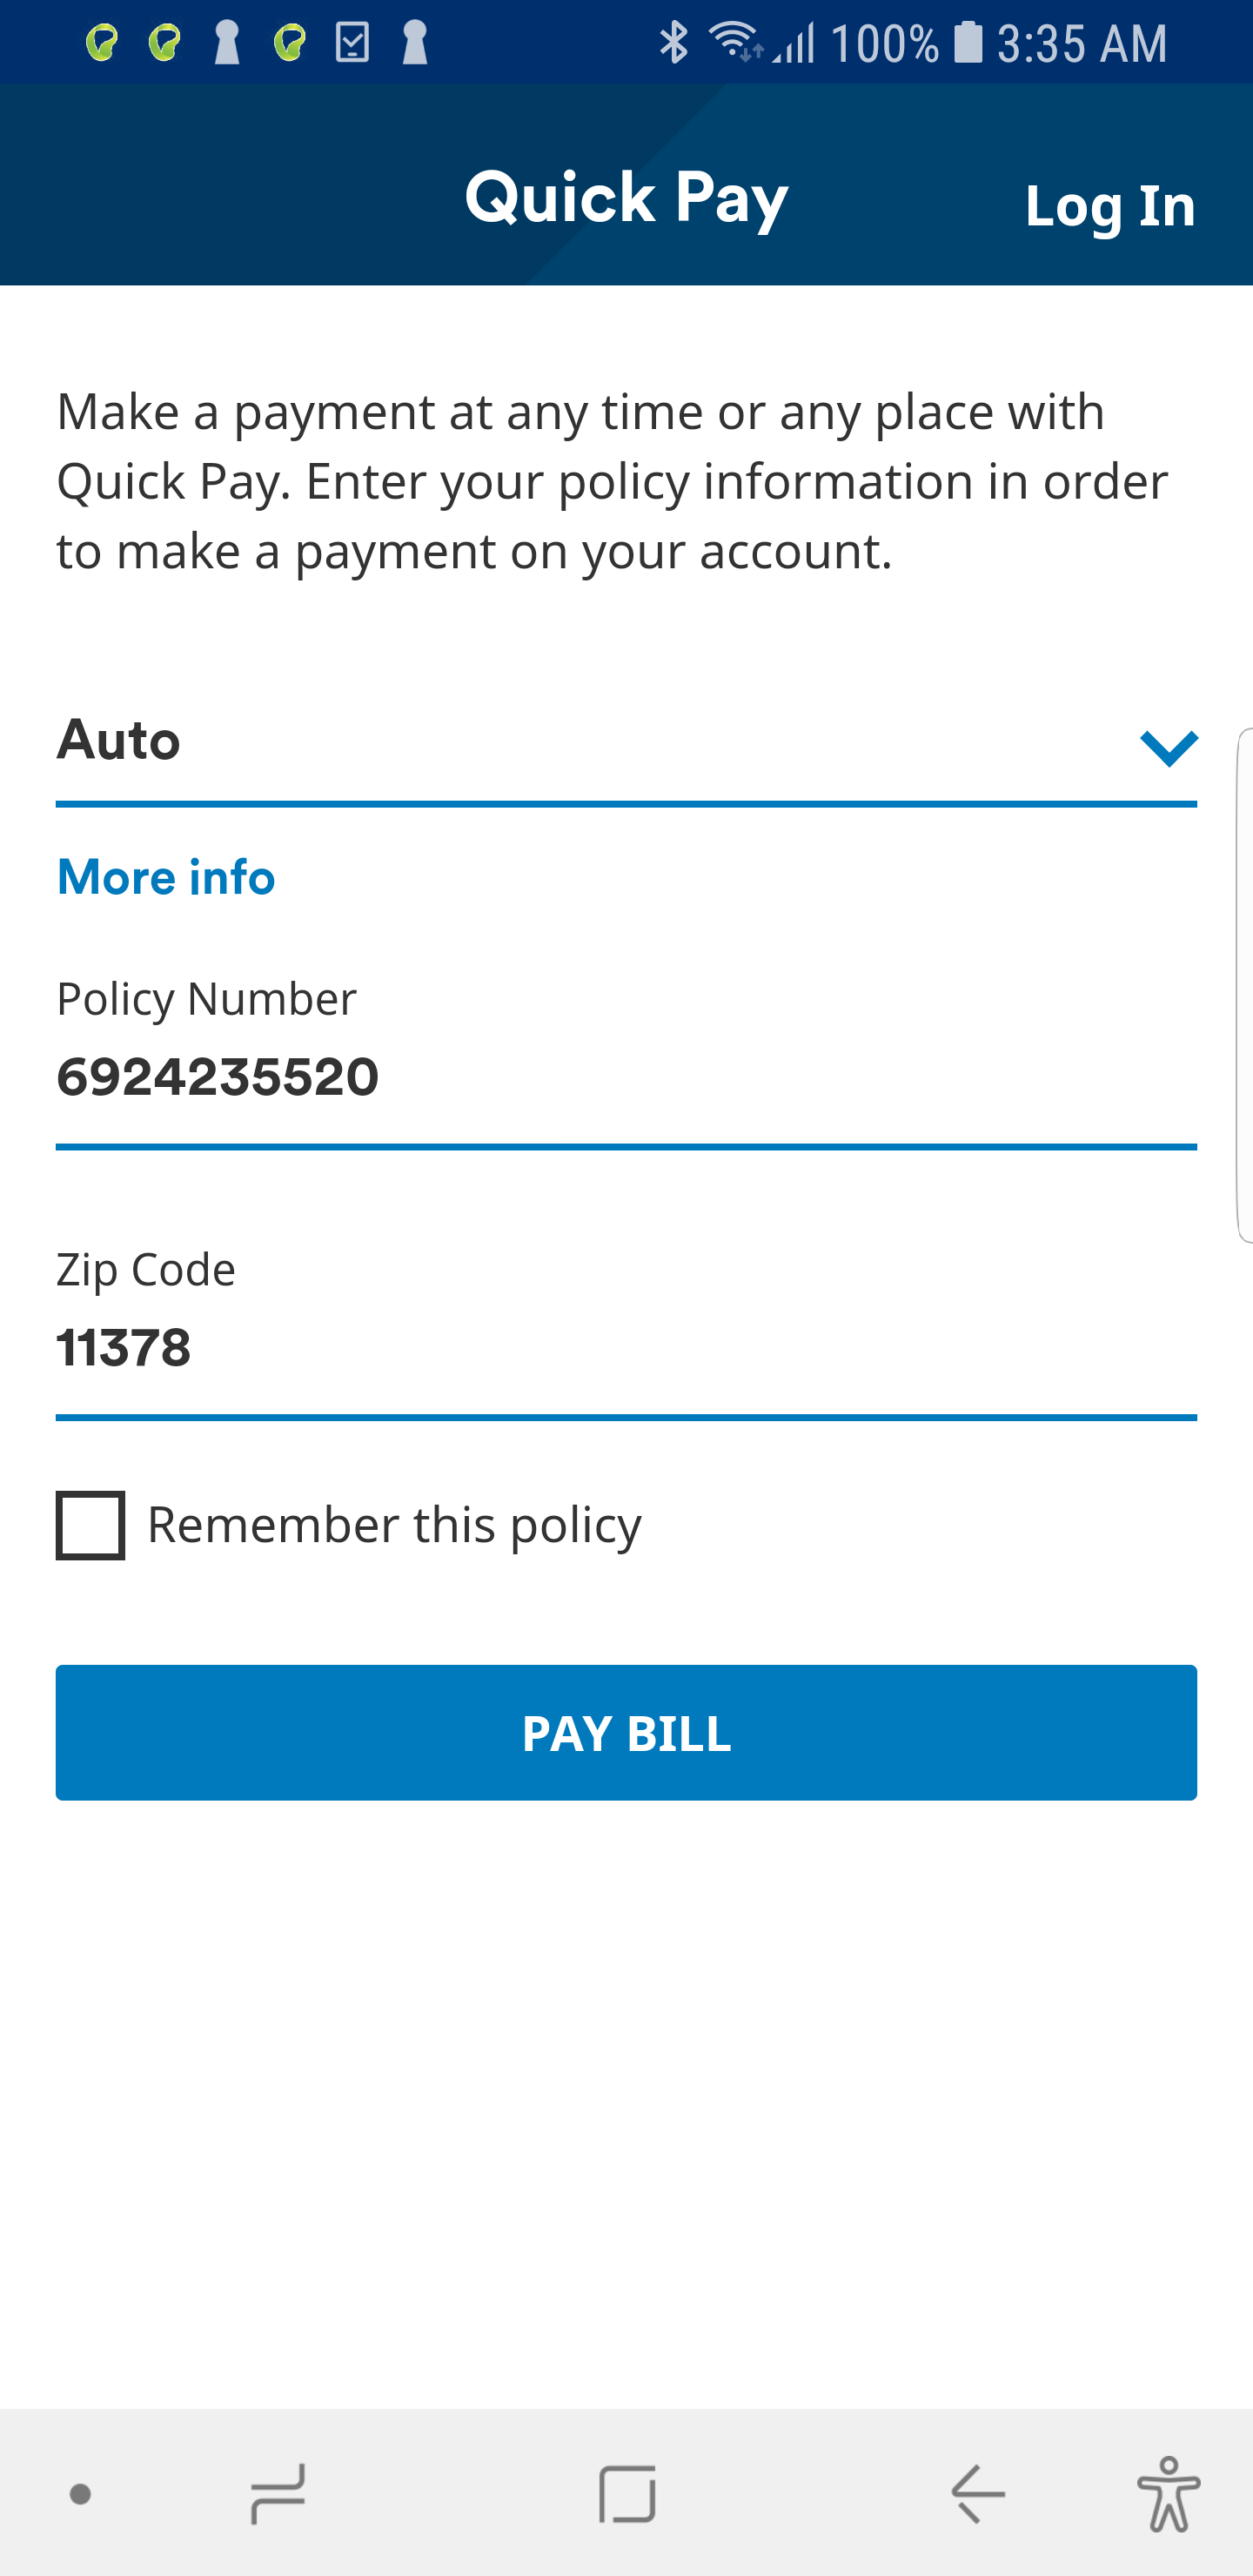 100% 3:35 AM
Quick Pay
Log In
Make a payment at any time or any place with
Quick Pay. Enter your policy information in order
to make a payment on your account.
Auto
More info
Policy Number
6924235520
Zip Code
11378
Remember this policy
PAY BILL